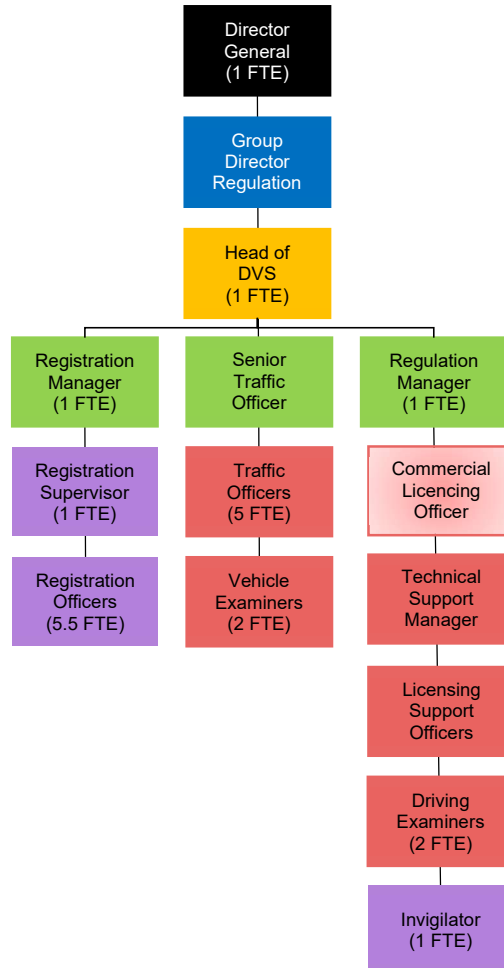 Director
General
(1 FTE)
Group
Director
Regulation
Head of
DVS
(1 FTE)
Registration
Manager
(1 FTE)
Senior
Traffic
Officer
Regulation
Manager
(1 FTE)
Registration
Supervisor
(1 FTE)
Traffic
Officers
(5 FTE)
Commercial
Licencing
Officer
Registration
Officers
(5.5 FTE)
Vehicle
Examiners
(2 FTE)
Technical
Support
Manager
Licensing
Support
Officers
Driving
Examiners
(2 FTE)
Invigilator
(1 FTE)